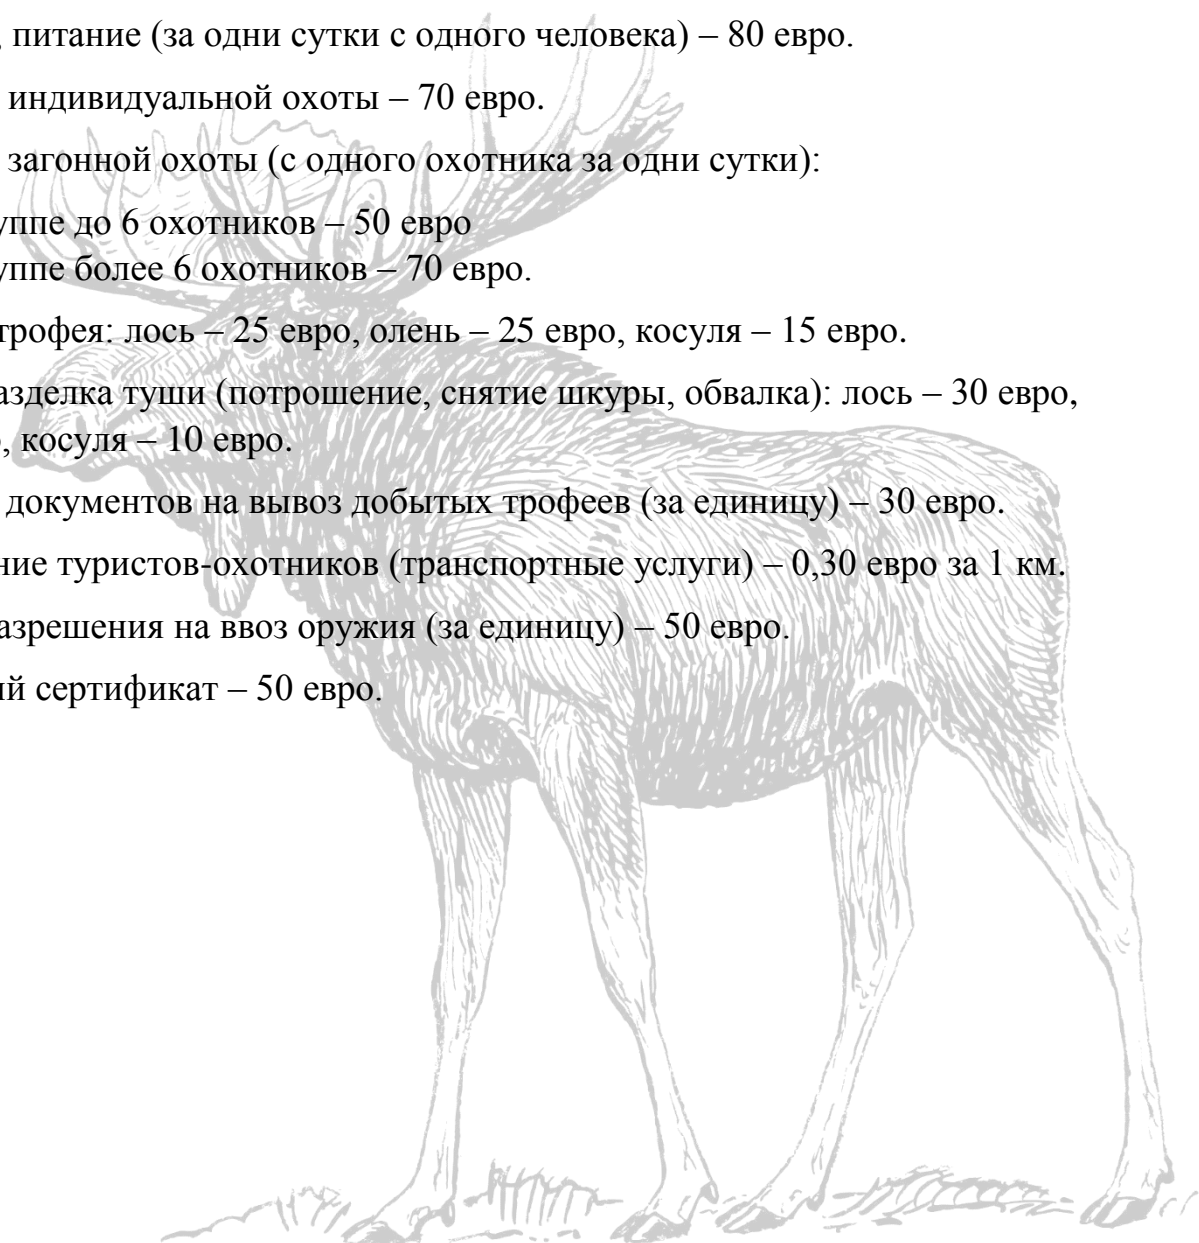 , питание (за одни сутки с одного человека) – 80 евро.
индивидуальной охоты – 70 евро.
загонной охоты (с одного охотника за одни сутки):
уппе до 6 охотников – 50 евро
уппе более 6 охотников – 70 евро.
трофея: лось – 25 евро, олень – 25 евро, косуля – 15 евро.
азделка туши (потрошение, снятие шкуры, обвалка): лось – 30 евро,
, косуля – 10 евро.
документов на вывоз добытых трофеев (за единицу) – 30 евро.
ние туристов-охотников (транспортные услуги) – 0,30 евро за 1 км.
азрешения на ввоз оружия (за единицу) – 50 евро.
ий сертификат – 50 евро.